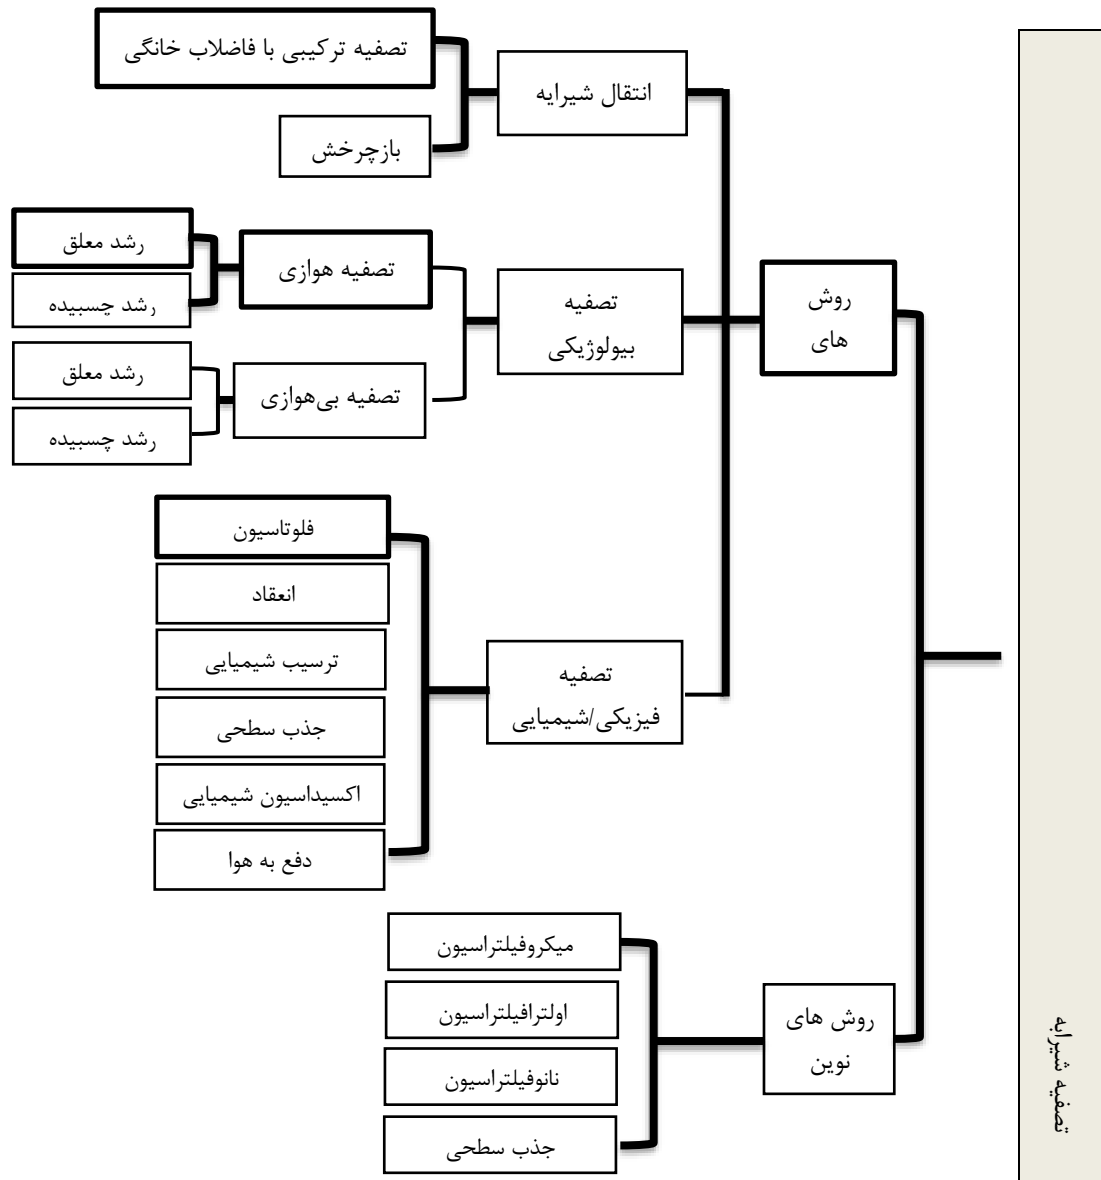 تصفیه شیرابه
روش
های
انتقال شیرابه
تصفیه ترکیبی با فاضلاب خانگی
بازچرخش
تصفیه
بیولوژیکی
تصفیه هوازی
رشد معلق
رشد چسبیده
تصفیه بی‌هوازی
رشد معلق
رشد چسبیده
تصفیه
فیزیکی/شیمیایی
فلوتاسیون
انعقاد
ترسیب شیمیایی
جذب سطحی
اکسیداسیون شیمیایی
دفع به هوا
روش های
نوین
میکروفیلتراسیون
اولترافیلتراسیون
نانوفیلتراسیون
جذب سطحی